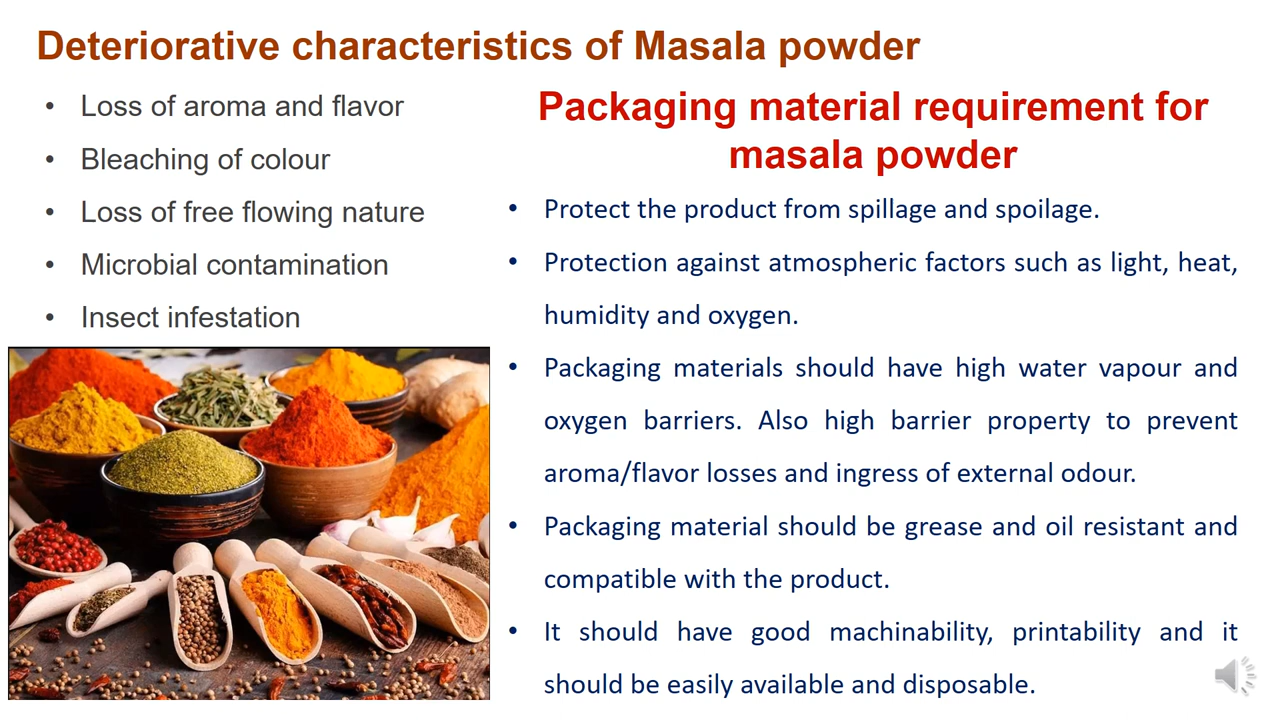 Deteriorative characteristics of Masala powder
• Loss of aroma and flavor
• Bleaching of colour
• Loss of free flowing nature
• Microbial contamination
• Insect infestation
Packaging material requirement for
masala powder
• Protect the product from spillage and spoilage.
• Protection against atmospheric factors such as light, heat,
humidity and oxygen.
• Packaging materials should have high water vapour and
oxygen barriers. Also high barrier property to prevent
aroma/flavor losses and ingress of external odour.
• Packaging material should be grease and oil resistant and
compatible with the product.
• It should have good machinability, printability and it
should be easily available and disposable.